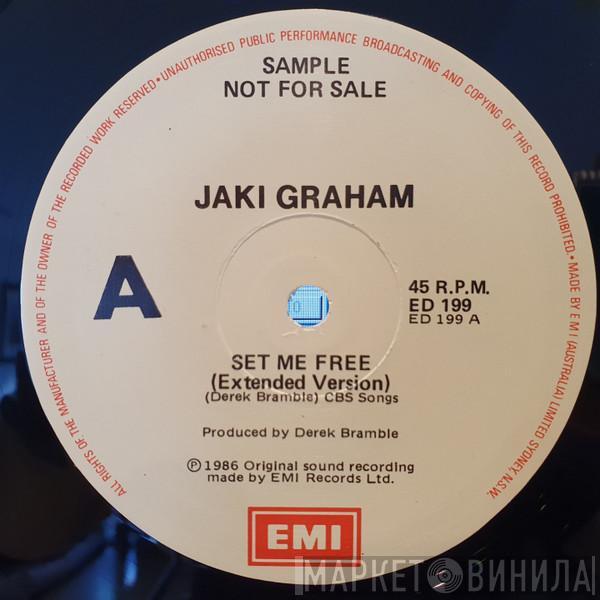 ALL RIGHTS OF THE MANUFACTURER AND OF THE OWNER OF THE RECORDED WORK RESERVED • UNAUTHORISED PUBLIC PERFORMANCE BROADCASTING AND COPYING OF THIS RECORD PROHIBITED. • MADE BY EMI (AUSTRALIA) LIMITED SYDNEY, N.S.W.
SAMPLE
NOT FOR SALE
JAKI GRAHAM
A
45 R.P.M.
ED 199
ED 199 A
SET ME FREE
(Extended Version)
(Derek Bramble) CBS Songs
Produced by Derek Bramble
Ⓟ 1986 Original sound recording
made by EMI Records Ltd.
EMI
МАРКЕТ ВИНИЛА